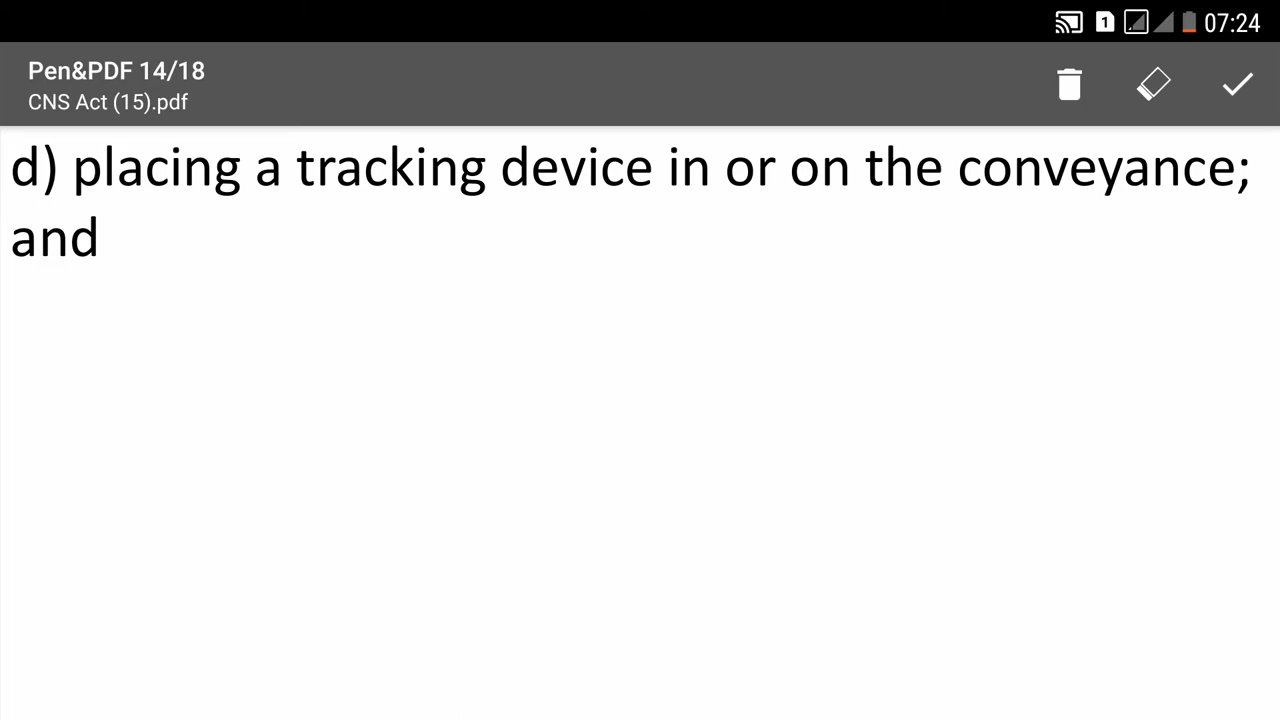 1 07:24
Pen&PDF 14/18
CNS Act (15).pdf
d) placing a tracking device in or on the conveyance;
and